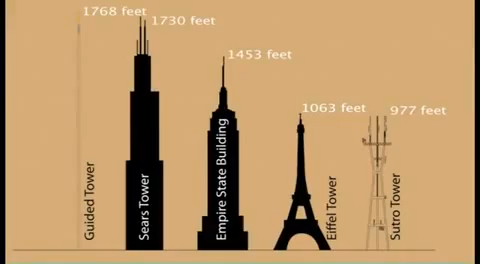 1768 feet
1730 feet
1453 feet
1063 feet
977 feet
Guided Tower
Sears Tower
Empire State Building
Eiffel Tower
Sutro Tower